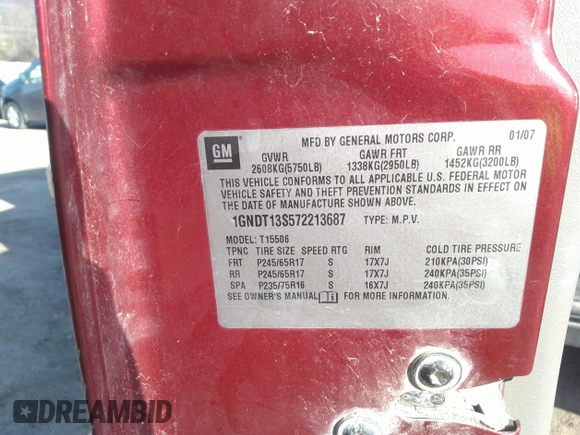 GM
MFD BY GENERAL MOTORS CORP. 01/07
GVWR GAWR FRT GAWR RR
2608KG(5750LB) 1338KG(2950LB) 1452KG(3200LB)
THIS VEHICLE CONFORMS TO ALL APPLICABLE U.S. FEDERAL MOTOR
VEHICLE SAFETY AND THEFT PREVENTION STANDARDS IN EFFECT ON
THE DATE OF MANUFACTURE SHOWN ABOVE.
1GNDT13S572213687 TYPE: M.P.V.
MODEL: T15506
TPNC TIRE SIZE SPEED RTG RIM COLD TIRE PRESSURE
FRT P245/65R17 S 17X7J 210KPA(30PSI)
RR P245/65R17 S 17X7J 240KPA(35PSI)
SPA P235/75R16 S 16X7J 240KPA(35PSI)
SEE OWNER'S MANUAL FOR MORE INFORMATION.
DREAMBID